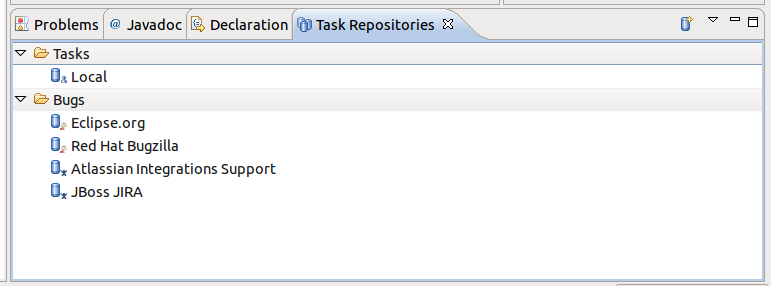 Problems @ Javadoc Declaration Task Repositories
Tasks
Local
Bugs
Eclipse.org
Red Hat Bugzilla
Atlassian Integrations Support
JBoss JIRA